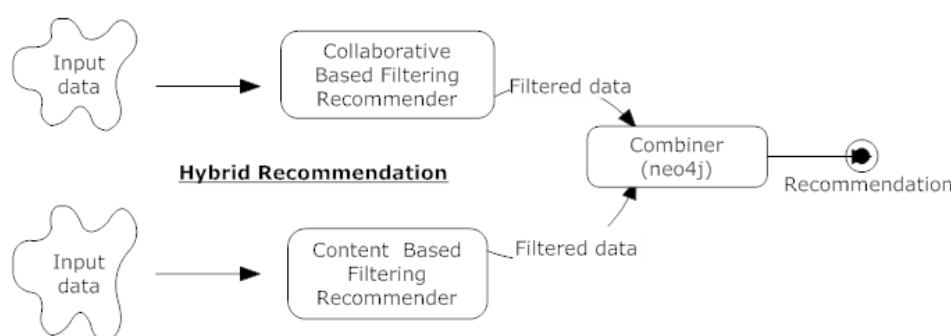 Input
data
Collaborative
Based Filtering
Recommender
Filtered data
Combiner
(neo4j)
Recommendation
Hybrid Recommendation
Input
data
Content Based
Filtering
Recommender
Filtered data